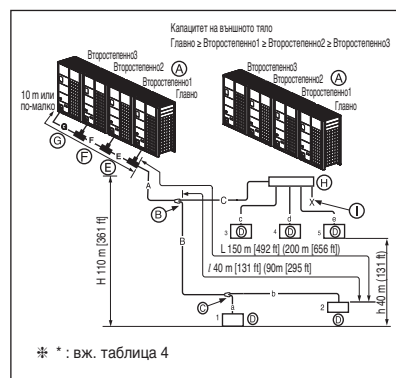 Капацитет на външното тяло
Главно ≥ Второстепенно1 ≥ Второстепенно2 ≥ Второстепенно3
Второстепенно3
Второстепенно2
Второстепенно1
Главно
A
Второстепенно3
Второстепенно2
Второстепенно1
Главно
A
10 m или
по-малко
G
F
E
G
F
E
A
B
C
H
I
X
c
d
e
3 D
4 D
5 D
H 110 m [361 ft]
B
L 150 m [492 ft] (200 m [656 ft])
l 40 m [131 ft] (90m [295 ft]
h 40 m (131 ft)
C
a
b
1 D
2 D
⁜ * : вж. таблица 4